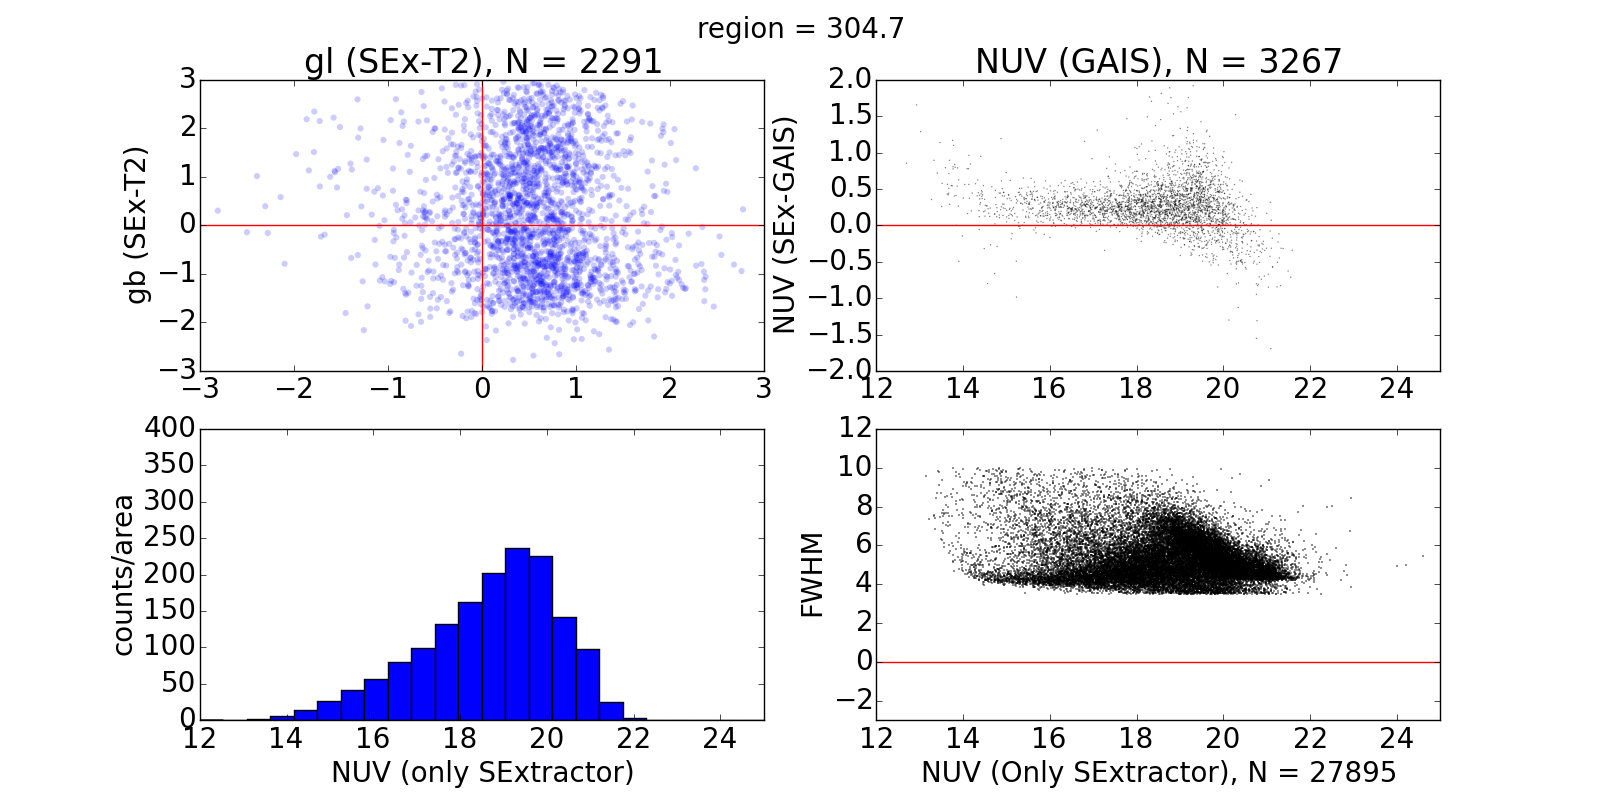 region = 304.7
gl (SEx-T2), N = 2291
NUV (GAIS), N = 3267
gb (SEx-T2)
3
2
1
0
−1
−2
−3
−3 −2 −1 0 1 2 3
NUV (SEx-GAIS)
2.0
1.5
1.0
0.5
0.0
−0.5
−1.0
−1.5
−2.0
12 14 16 18 20 22 24
counts/area
400
350
300
250
200
150
100
50
0
12 14 16 18 20 22 24
NUV (only SExtractor)
FWHM
12
10
8
6
4
2
0
−2
12 14 16 18 20 22 24
NUV (Only SExtractor), N = 27895